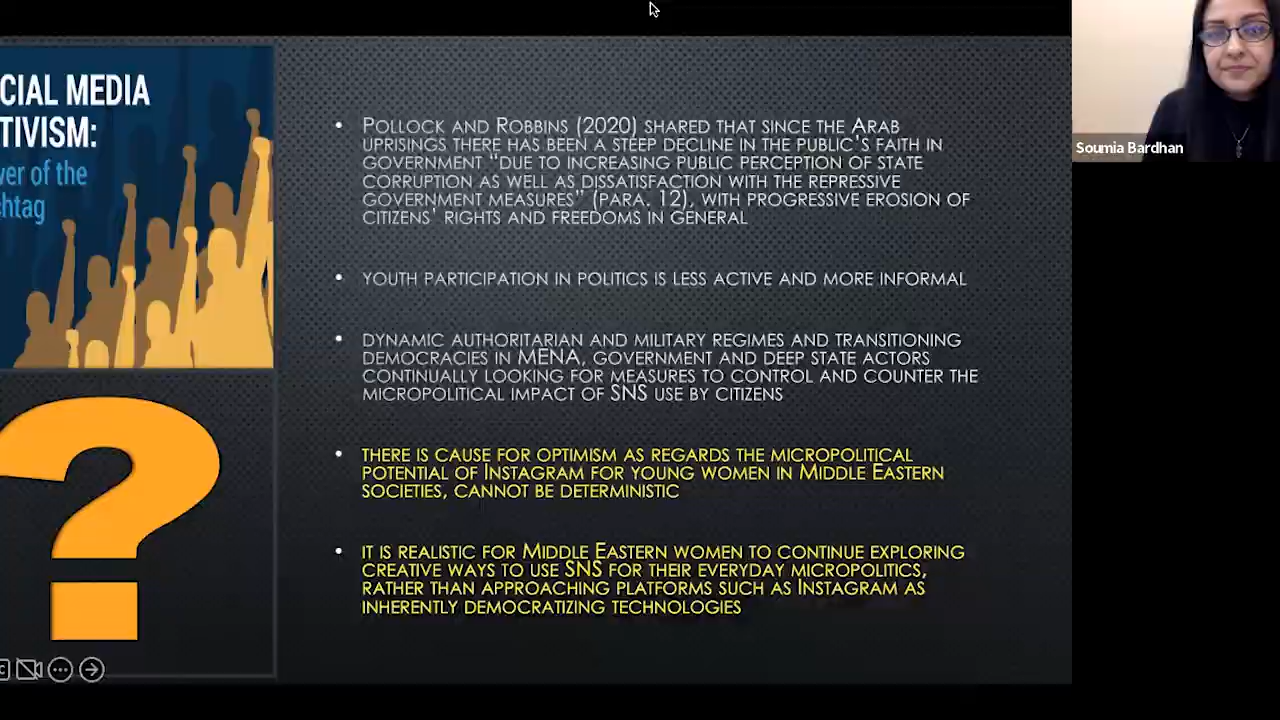 CIAL MEDIA
TIVISM:
wer of the
htag
• POLLOCK AND ROBBINS (2020) SHARED THAT SINCE THE ARAB
UPRISINGS THERE HAS BEEN A STEEP DECLINE IN THE PUBLIC'S FAITH IN
GOVERNMENT “DUE TO INCREASING PUBLIC PERCEPTION OF STATE
CORRUPTION AS WELL AS DISSATISFACTION WITH THE REPRESSIVE
GOVERNMENT MEASURES” (PARA. 12), WITH PROGRESSIVE EROSION OF
CITIZENS' RIGHTS AND FREEDOMS IN GENERAL
• YOUTH PARTICIPATION IN POLITICS IS LESS ACTIVE AND MORE INFORMAL
• DYNAMIC AUTHORITARIAN AND MILITARY REGIMES AND TRANSITIONING
DEMOCRACIES IN MENA, GOVERNMENT AND DEEP STATE ACTORS
CONTINUALLY LOOKING FOR MEASURES TO CONTROL AND COUNTER THE
MICROPOLITICAL IMPACT OF SNS USE BY CITIZENS
• THERE IS CAUSE FOR OPTIMISM AS REGARDS THE MICROPOLITICAL
POTENTIAL OF INSTAGRAM FOR YOUNG WOMEN IN MIDDLE EASTERN
SOCIETIES, CANNOT BE DETERMINISTIC
• IT IS REALISTIC FOR MIDDLE EASTERN WOMEN TO CONTINUE EXPLORING
CREATIVE WAYS TO USE SNS FOR THEIR EVERYDAY MICROPOLITICS,
RATHER THAN APPROACHING PLATFORMS SUCH AS INSTAGRAM AS
INHERENTLY DEMOCRATIZING TECHNOLOGIES
?
Soumia Bardhan